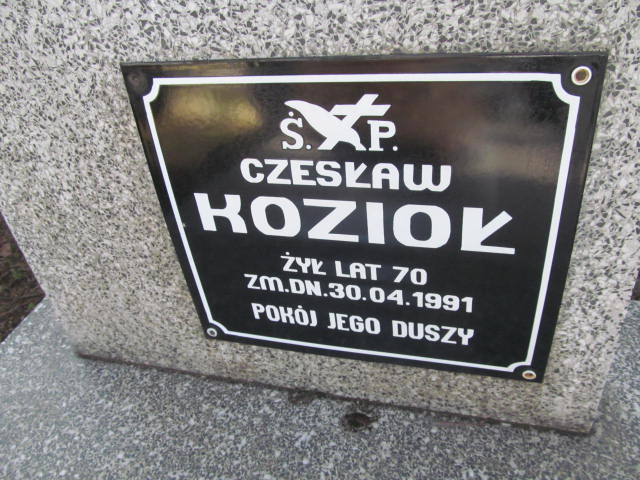 Ś. P.
CZESŁAW
KOZIOŁ
ŻYŁ LAT 70
ZM.DN.30.04.1991
POKÓJ JEGO DUSZY